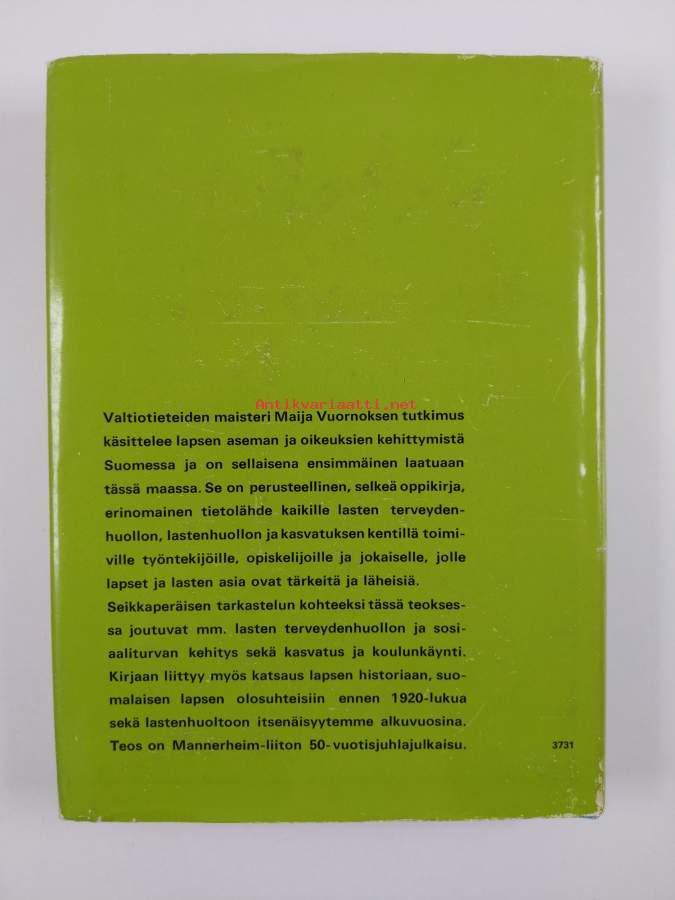 Antikvariaatti.net
Valtiotieteiden maisteri Maija Vuornoksen tutkimus
käsittelee lapsen aseman ja oikeuksien kehittymistä
Suomessa ja on sellaisena ensimmäinen laatuaan
tässä maassa. Se on perusteellinen, selkeä oppikirja,
erinomainen tietolähde kaikille lasten terveyden-
huollon, lastenhuollon ja kasvatuksen kentillä toimi-
ville työntekijöille, opiskelijoille ja jokaiselle, jolle
lapset ja lasten asia ovat tärkeitä ja läheisiä.
Seikkaperäisen tarkastelun kohteeksi tässä teokses-
sa joutuvat mm. lasten terveydenhuollon ja sosi-
aaliturvan kehitys sekä kasvatus ja koulunkäynti.
Kirjaan liittyy myös katsaus lapsen historiaan, suo-
malaisen lapsen olosuhteisiin ennen 1920-lukua
sekä lastenhuoltoon itsenäisyytemme alkuvuosina.
Teos on Mannerheim-liiton 50-vuotisjuhlajulkaisu.
3731